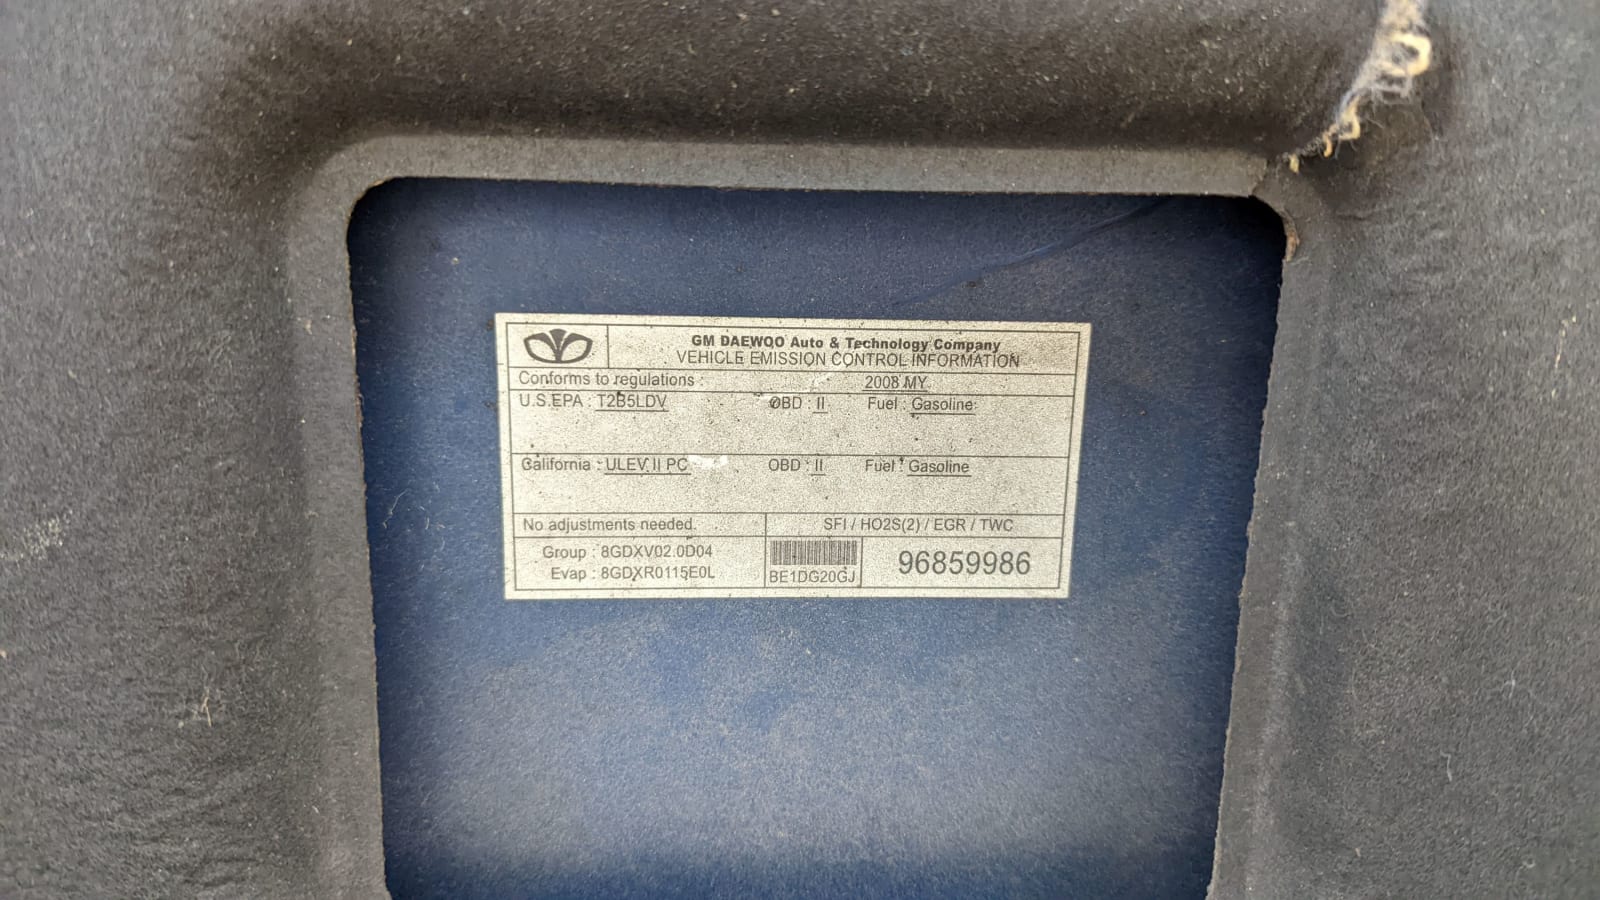 GM DAEWOO Auto & Technology Company
VEHICLE EMISSION CONTROL INFORMATION
Conforms to regulations : 2008 MY
U.S.EPA : T2B5LDV OBD : II Fuel : Gasoline
California : ULEV II PC OBD : II Fuel : Gasoline
No adjustments needed. SFI / HO2S(2) / EGR / TWC
Group : 8GDXV02.0D04
Evap : 8GDXR0115E0L
BE1DG20GJ
96859986